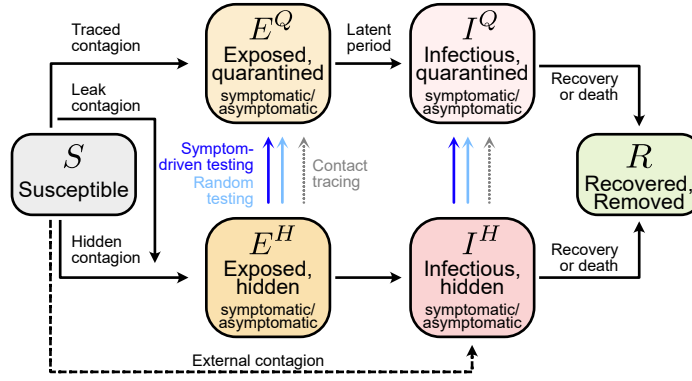 Traced
contagion
Leak
contagion
S
Susceptible
Hidden
contagion
External contagion
E^Q
Exposed,
quarantined
symptomatic/
asymptomatic
Latent
period
I^Q
Infectious,
quarantined
symptomatic/
asymptomatic
Recovery
or death
Symptom-
driven testing
Random
testing
Contact
tracing
E^H
Exposed,
hidden
symptomatic/
asymptomatic
I^H
Infectious,
hidden
symptomatic/
asymptomatic
Recovery
or death
R
Recovered,
Removed